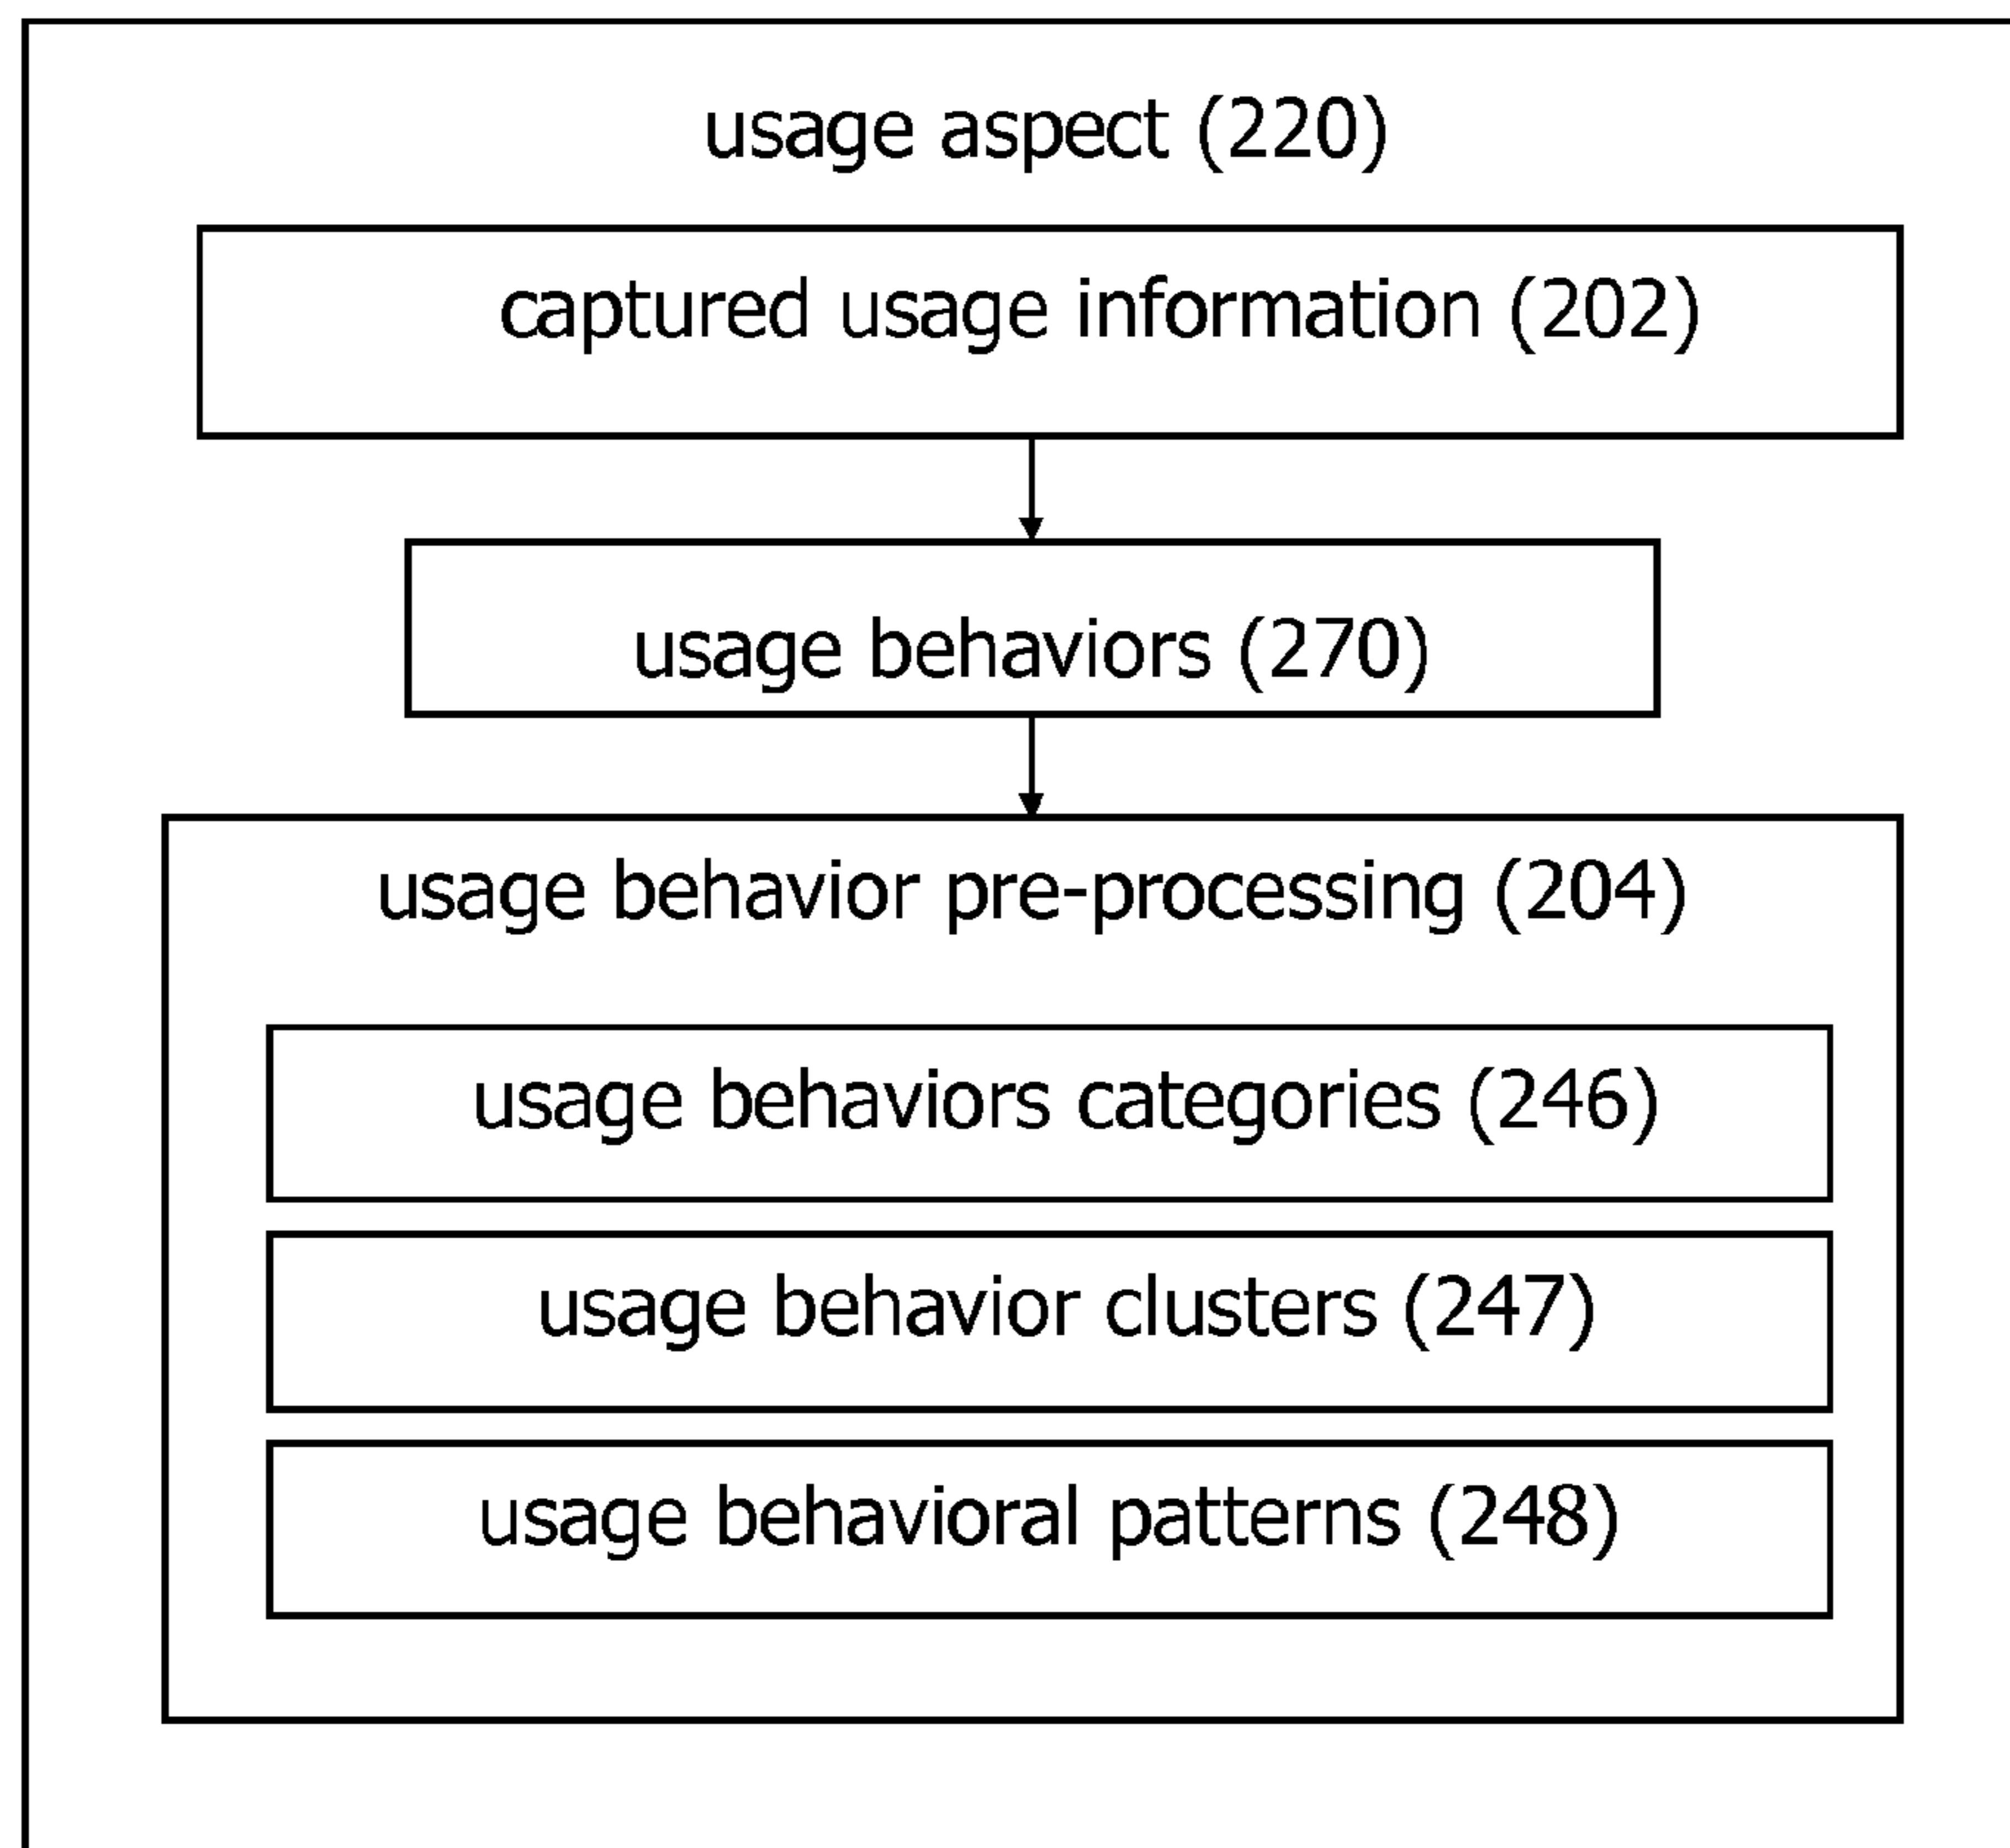 usage aspect (220)
captured usage information (202)
usage behaviors (270)
usage behavior pre-processing (204)
usage behaviors categories (246)
usage behavior clusters (247)
usage behavioral patterns (248)